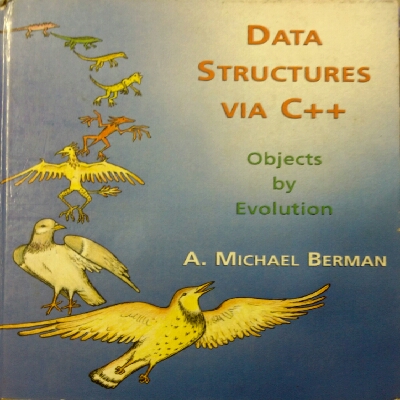 DATA
STRUCTURES
VIA C++
Objects
by
Evolution
A. MICHAEL BERMAN